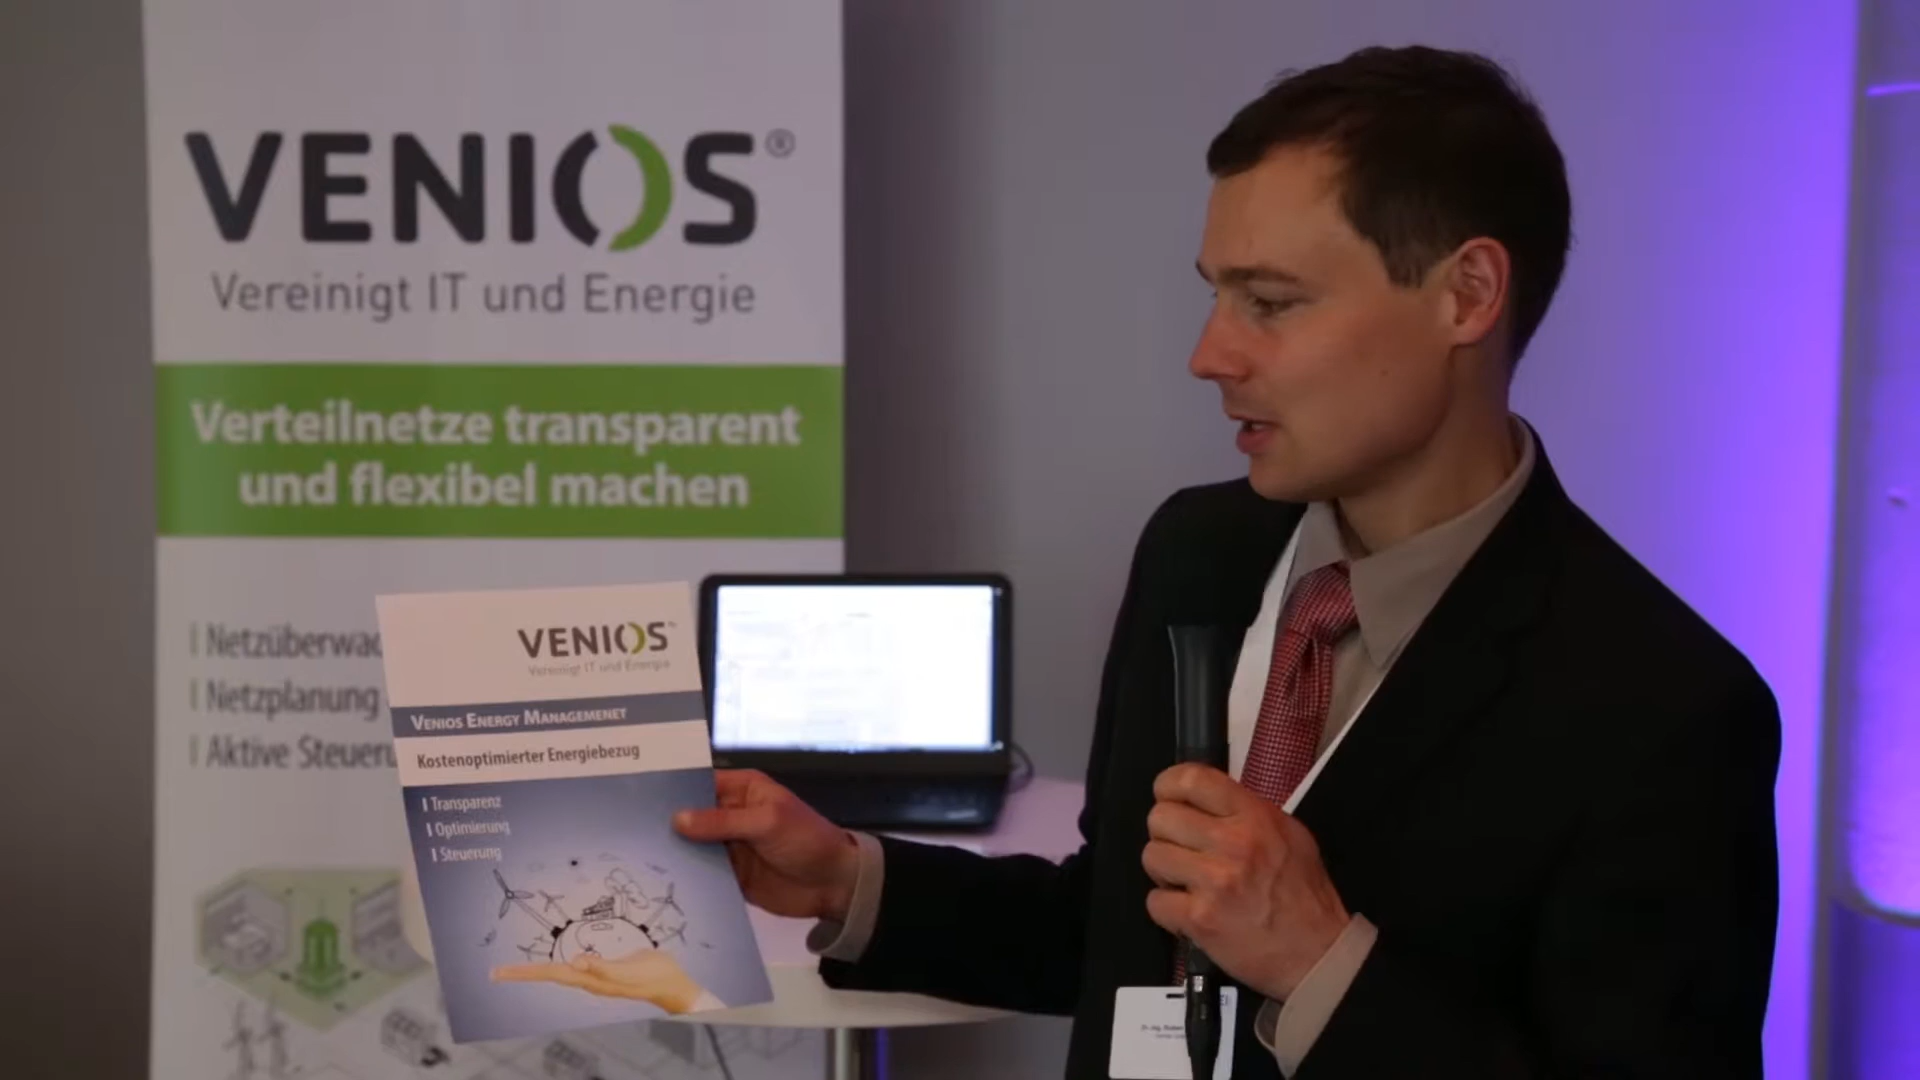 VENIOS®
Vereinigt IT und Energie
Verteilnetze transparent
und flexibel machen
| Netzüberwac
| Netzplanung
| Aktive Steueru
VENIOS™
Vereinigt IT und Energie
VENIOS ENERGY MANAGEMENET
Kostenoptimierter Energiebezug
| Transparenz
| Optimierung
| Steuerung